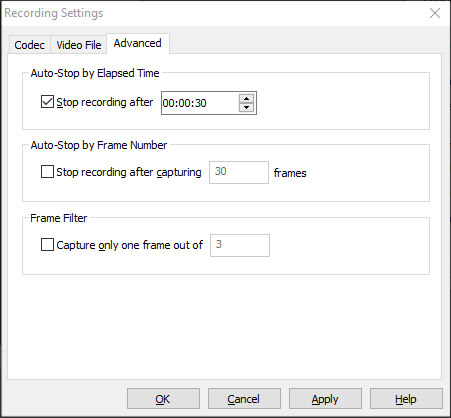 Recording Settings
Codec Video File Advanced
Auto-Stop by Elapsed Time
Stop recording after 00:00:30
Auto-Stop by Frame Number
Stop recording after capturing 30 frames
Frame Filter
Capture only one frame out of 3
OK Cancel Apply Help